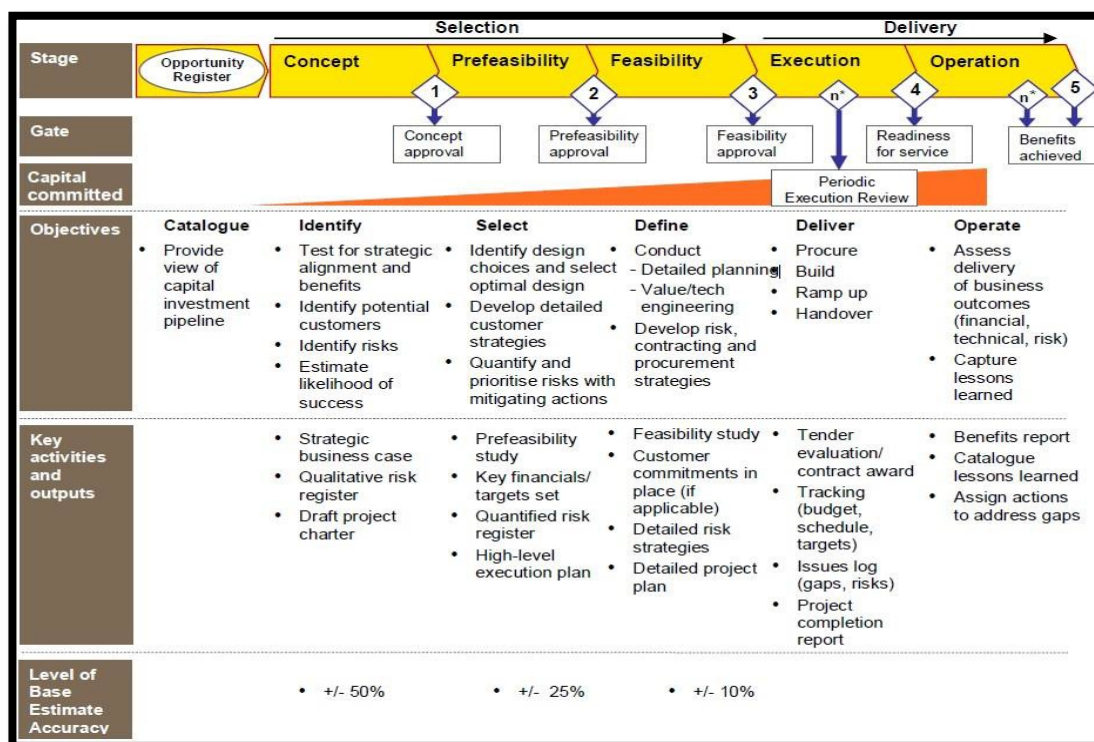 Selection
Delivery
Stage
Opportunity
Register
Concept
Prefeasibility
Feasibility
Execution
Operation
1
2
3
n*
4
n*
5
Gate
Concept
approval
Prefeasibility
approval
Feasibility
approval
Readiness
for service
Benefits
achieved
Capital
committed
Periodic
Execution Review
Objectives
Catalogue
• Provide
view of
capital
investment
pipeline
Identify
• Test for strategic
alignment and
benefits
• Identify potential
customers
• Identify risks
• Estimate
likelihood of
success
Select
• Identify design
choices and select
optimal design
• Develop detailed
customer
strategies
• Quantify and
prioritise risks with
mitigating actions
Define
• Conduct
- Detailed planning
- Value/tech
engineering
• Develop risk,
contracting and
procurement
strategies
Deliver
• Procure
• Build
• Ramp up
• Handover
Operate
• Assess
delivery
of business
outcomes
(financial,
technical, risk)
• Capture
lessons
learned
Key
activities
and
outputs
• Strategic
business case
• Qualitative risk
register
• Draft project
charter
• Prefeasibility
study
• Key financials/
targets set
• Quantified risk
register
• High-level
execution plan
• Feasibility study
• Customer
commitments in
place (if
applicable)
• Detailed risk
strategies
• Detailed project
plan
• Tender
evaluation/
contract award
• Tracking
(budget,
schedule,
targets)
• Issues log
(gaps, risks)
• Project
completion
report
• Benefits report
• Catalogue
lessons learned
• Assign actions
to address gaps
Level of
Base
Estimate
Accuracy
• +/- 50%
• +/- 25%
• +/- 10%